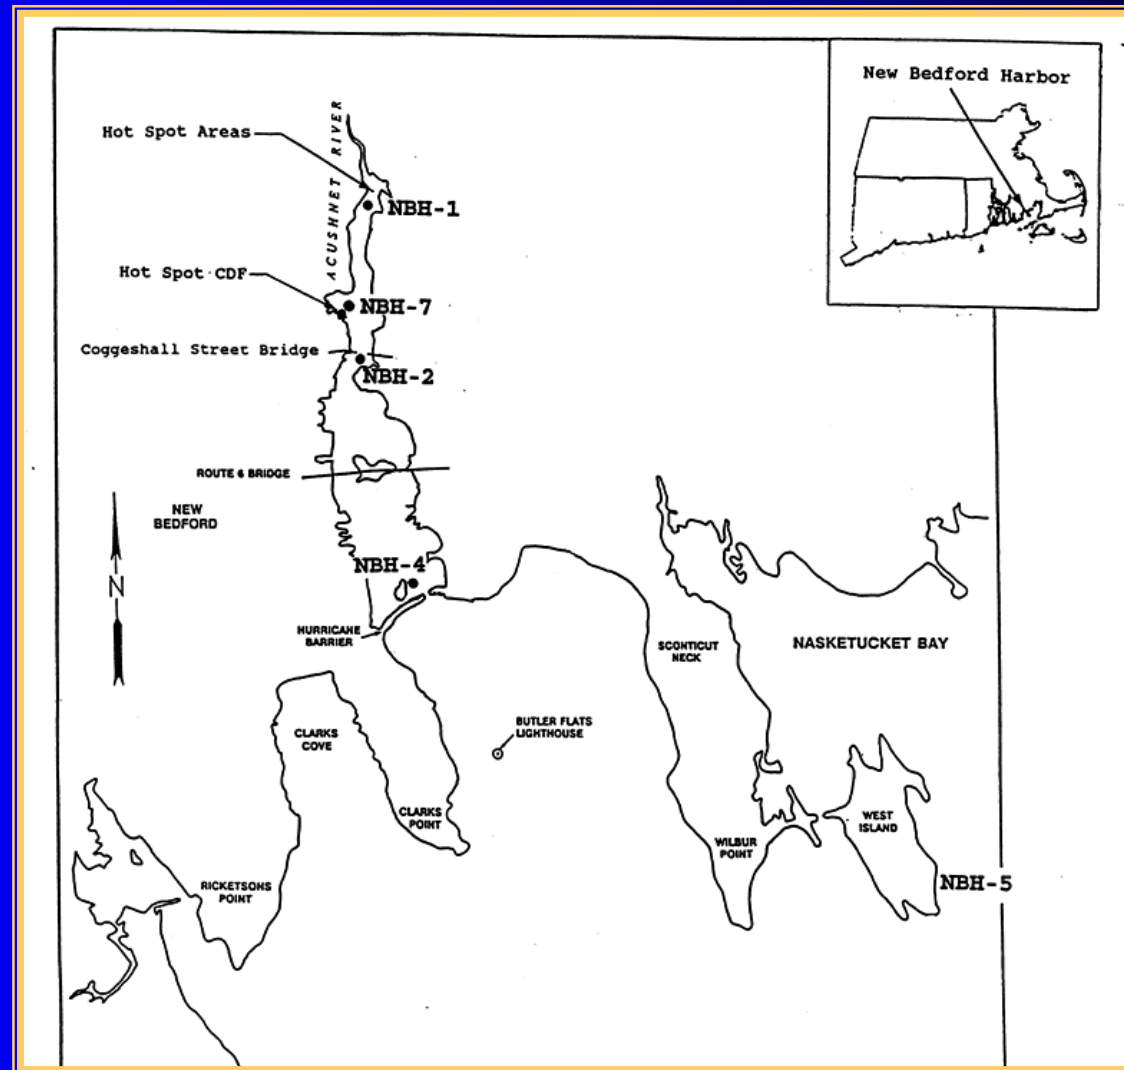 New Bedford Harbor
Hot Spot Areas
ACUSHNET RIVER
NBH-1
Hot Spot CDF
NBH-7
Coggeshall Street Bridge
NBH-2
ROUTE 6 BRIDGE
NEW
BEDFORD
NBH-4
N
HURRICANE
BARRIER
SCONTICUT
NECK
NASKETUCKET BAY
BUTLER FLATS
LIGHTHOUSE
CLARKS
COVE
CLARKS
POINT
WEST
ISLAND
WILBUR
POINT
RICKETSONS
POINT
NBH-5